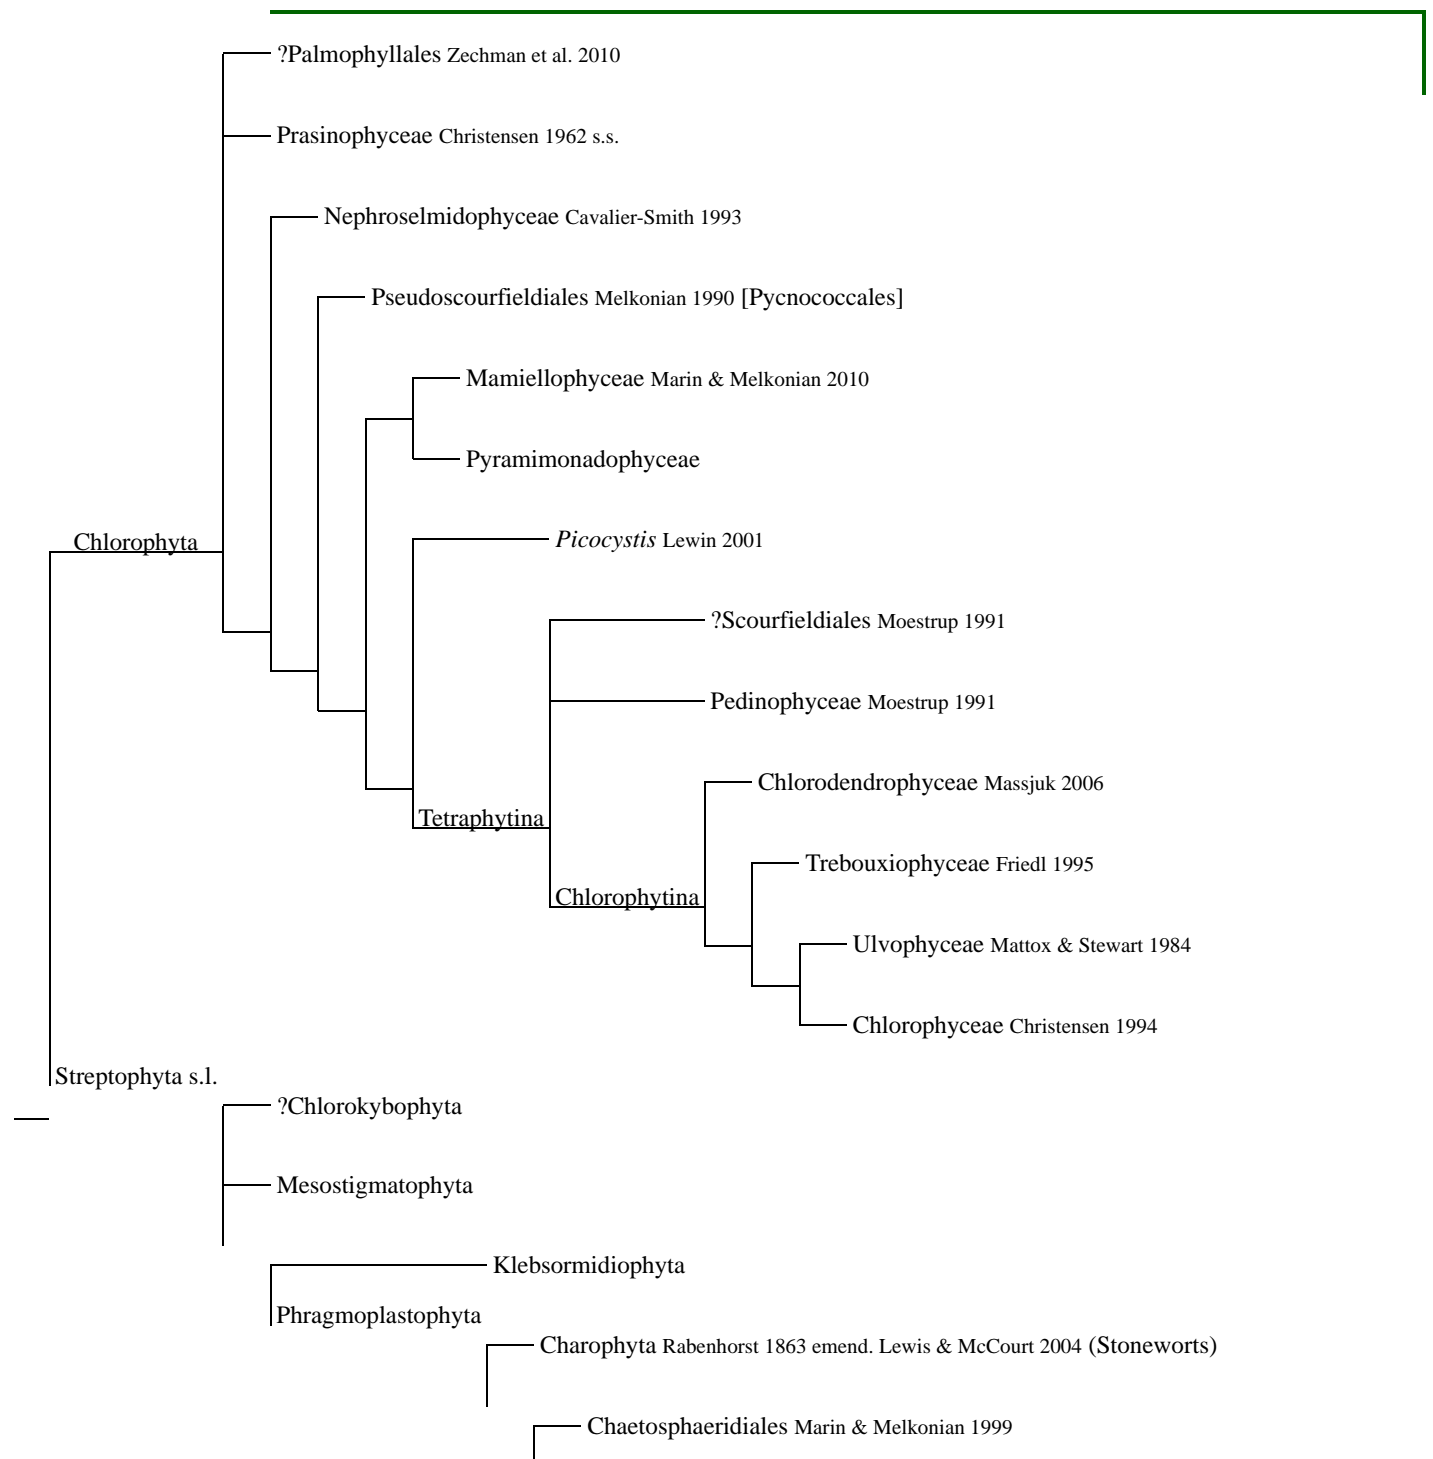 ?Palmophyllales Zechman et al. 2010
Prasinophyceae Christensen 1962 s.s.
Nephroselmidophyceae Cavalier-Smith 1993
Pseudoscourfieldiales Melkonian 1990 [Pycnococcales]
Mamiellophyceae Marin & Melkonian 2010
Pyramimonadophyceae
Chlorophyta
Picocystis Lewin 2001
?Scourfieldiales Moestrup 1991
Pedinophyceae Moestrup 1991
Chlorodendrophyceae Massjuk 2006
Tetraphytina
Trebouxiophyceae Friedl 1995
Chlorophytina
Ulvophyceae Mattox & Stewart 1984
Chlorophyceae Christensen 1994
Streptophyta s.l.
?Chlorokybophyta
Mesostigmatophyta
Klebsormidiophyta
Phragmoplastophyta
Charophyta Rabenhorst 1863 emend. Lewis & McCourt 2004 (Stoneworts)
Chaetosphaeridiales Marin & Melkonian 1999